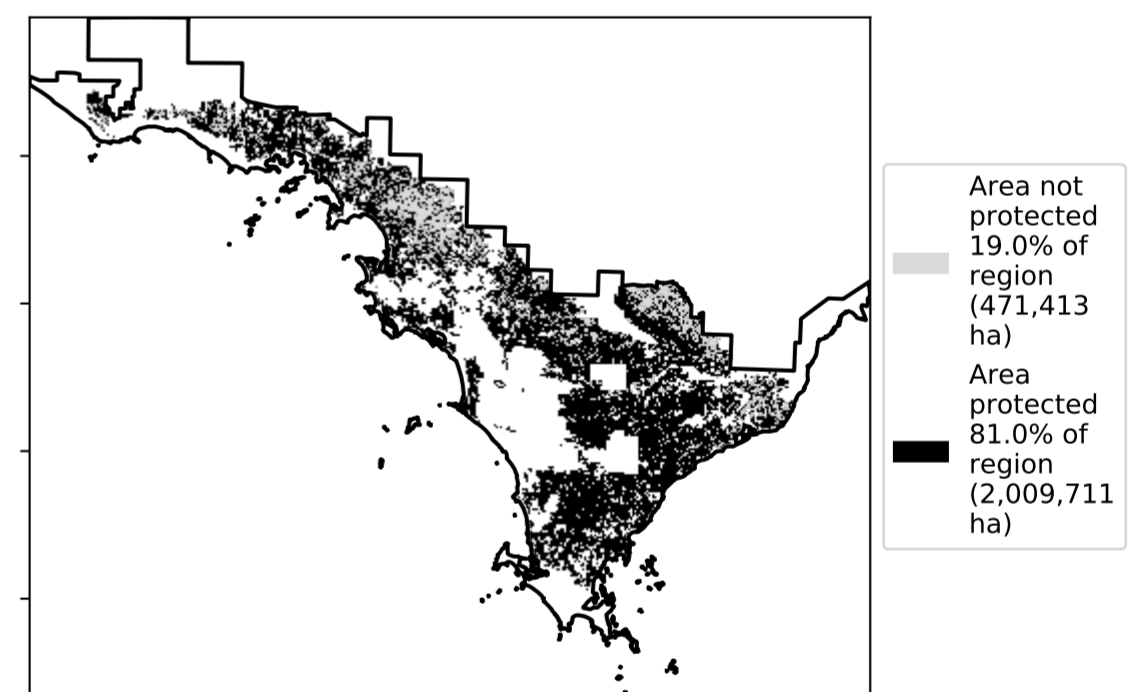 Area not
protected
19.0% of
region
(471,413
ha)
Area
protected
81.0% of
region
(2,009,711
ha)